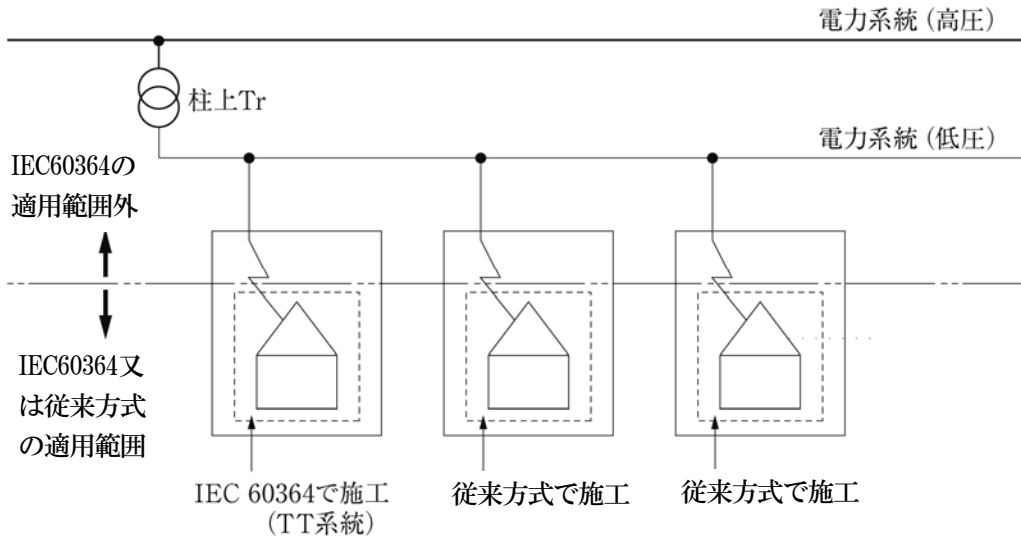 電力系統（高圧）
柱上Tr
電力系統（低圧）
IEC60364の
適用範囲外
IEC60364又
は従来方式
の適用範囲
IEC 60364で施工
（TT系統）
従来方式で施工
従来方式で施工